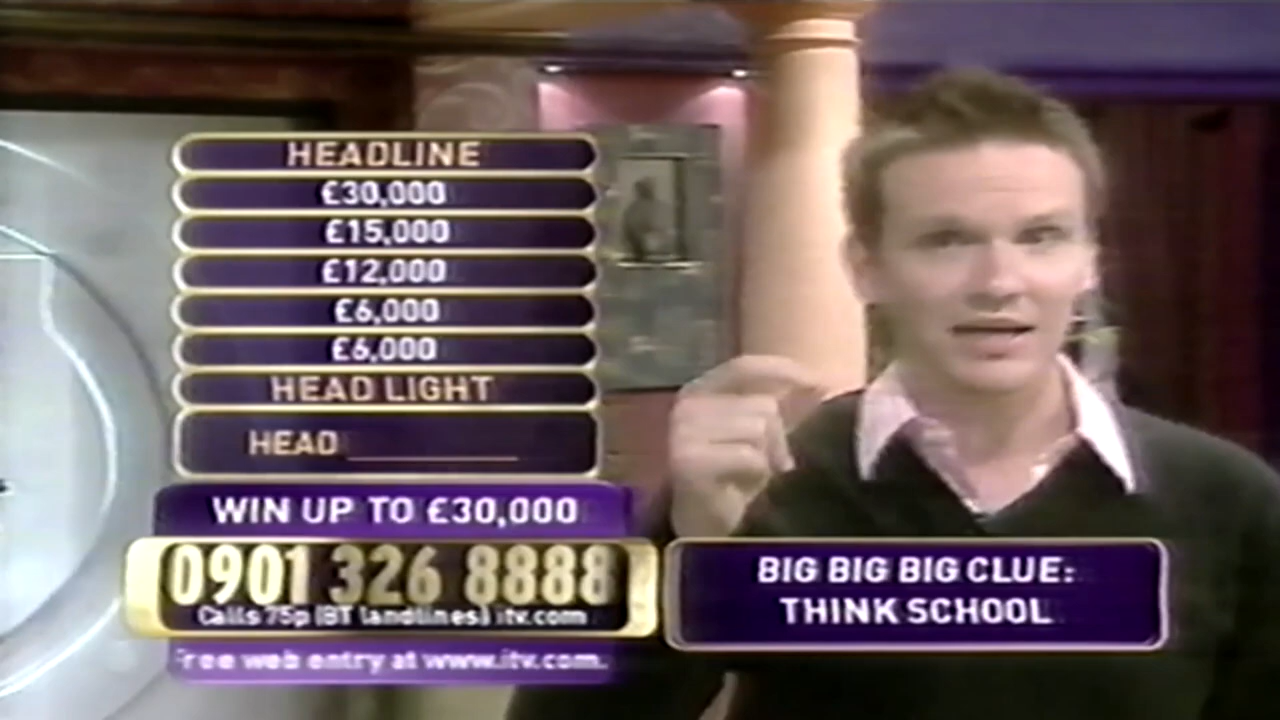 HEADLINE
£30,000
£15,000
£12,000
£6,000
£6,000
HEAD LIGHT
HEAD
WIN UP TO £30,000
0901 326 8888
Calls 75p (BT landlines) itv.com
Free web entry at www.itv.com.
BIG BIG BIG CLUE:
THINK SCHOOL